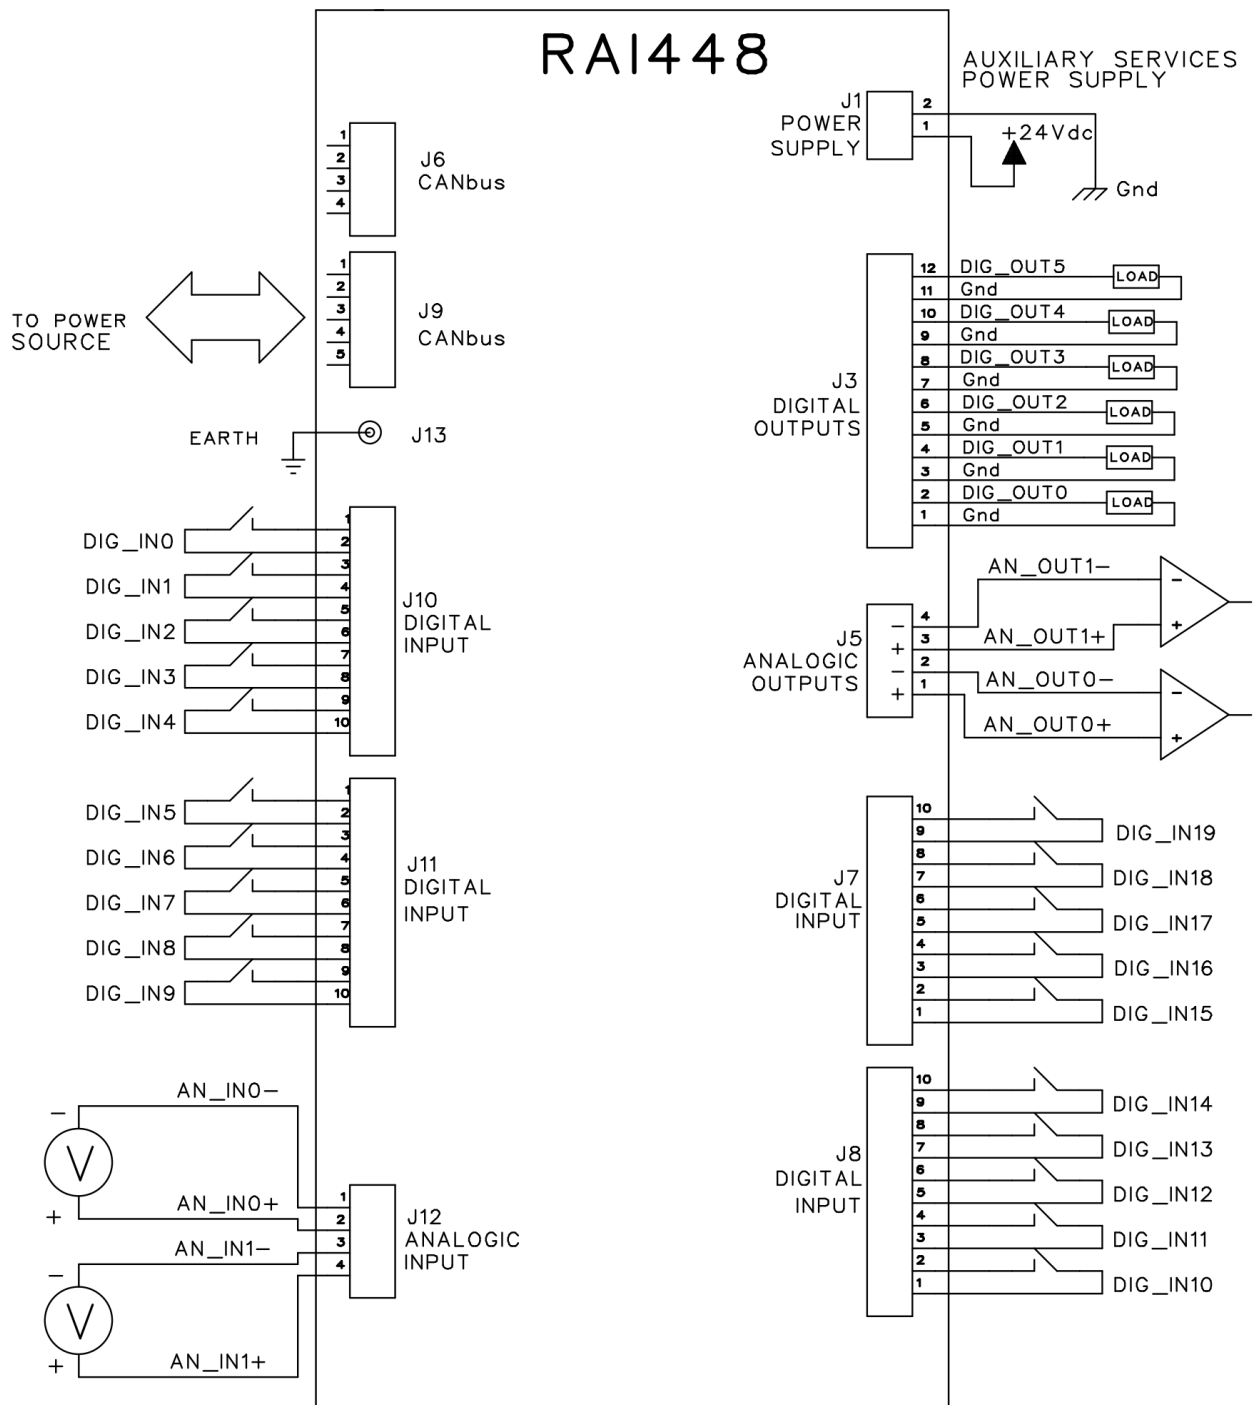 RAI448
AUXILIARY SERVICES
POWER SUPPLY
J1
POWER
SUPPLY
2
1
+24Vdc
Gnd
1
2
3
4
J6
CANbus
1
2
3
4
5
J9
CANbus
TO POWER
SOURCE
EARTH
J13
J3
DIGITAL
OUTPUTS
12 DIG_OUT5 LOAD
11 Gnd
10 DIG_OUT4 LOAD
9 Gnd
8 DIG_OUT3 LOAD
7 Gnd
6 DIG_OUT2 LOAD
5 Gnd
4 DIG_OUT1 LOAD
3 Gnd
2 DIG_OUT0 LOAD
1 Gnd
DIG_IN0
DIG_IN1
DIG_IN2
DIG_IN3
DIG_IN4
1
2
3
4
5
6
7
8
9
10
J10
DIGITAL
INPUT
J5
ANALOGIC
OUTPUTS
− 4
+ 3
− 2
+ 1
AN_OUT1−
AN_OUT1+
AN_OUT0−
AN_OUT0+
−
+
−
+
DIG_IN5
DIG_IN6
DIG_IN7
DIG_IN8
DIG_IN9
1
2
3
4
5
6
7
8
9
10
J11
DIGITAL
INPUT
J7
DIGITAL
INPUT
10
9
8
7
6
5
4
3
2
1
DIG_IN19
DIG_IN18
DIG_IN17
DIG_IN16
DIG_IN15
AN_IN0−
−
V
+
AN_IN0+
AN_IN1−
−
V
+
AN_IN1+
1
2
3
4
J12
ANALOGIC
INPUT
J8
DIGITAL
INPUT
10
9
8
7
6
5
4
3
2
1
DIG_IN14
DIG_IN13
DIG_IN12
DIG_IN11
DIG_IN10